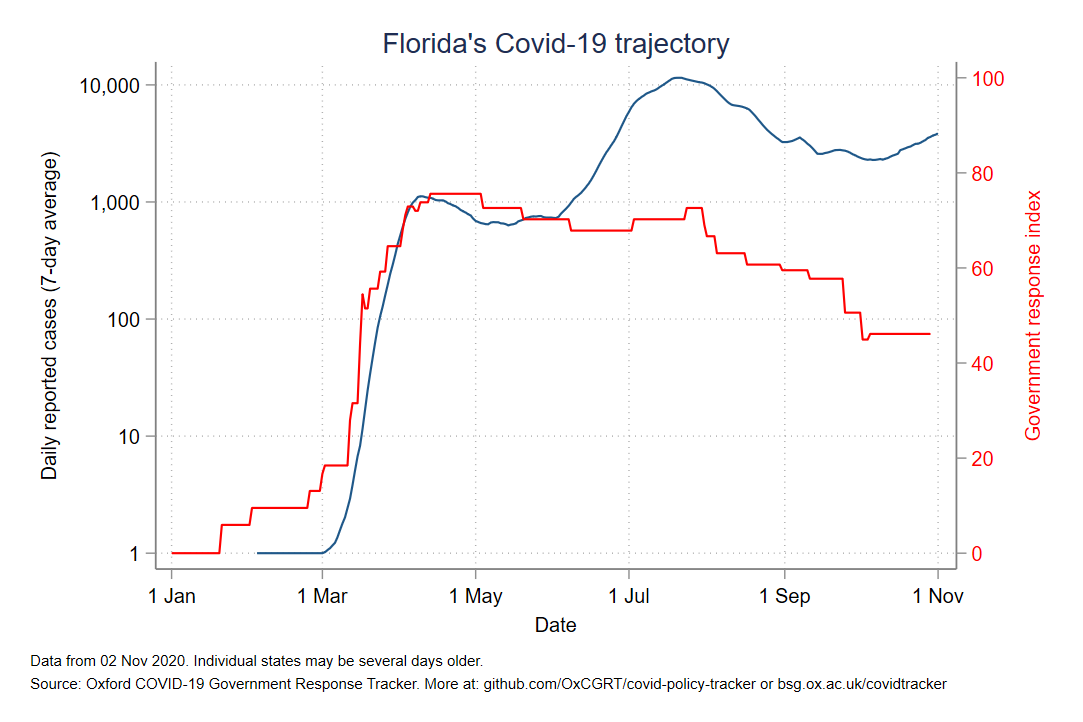 Florida's Covid-19 trajectory
10,000
1,000
100
10
1
Daily reported cases (7-day average)
100
80
60
40
20
0
Government response index
1 Jan
1 Mar
1 May
1 Jul
1 Sep
1 Nov
Date
Data from 02 Nov 2020. Individual states may be several days older.
Source: Oxford COVID-19 Government Response Tracker. More at: github.com/OxCGRT/covid-policy-tracker or bsg.ox.ac.uk/covidtracker